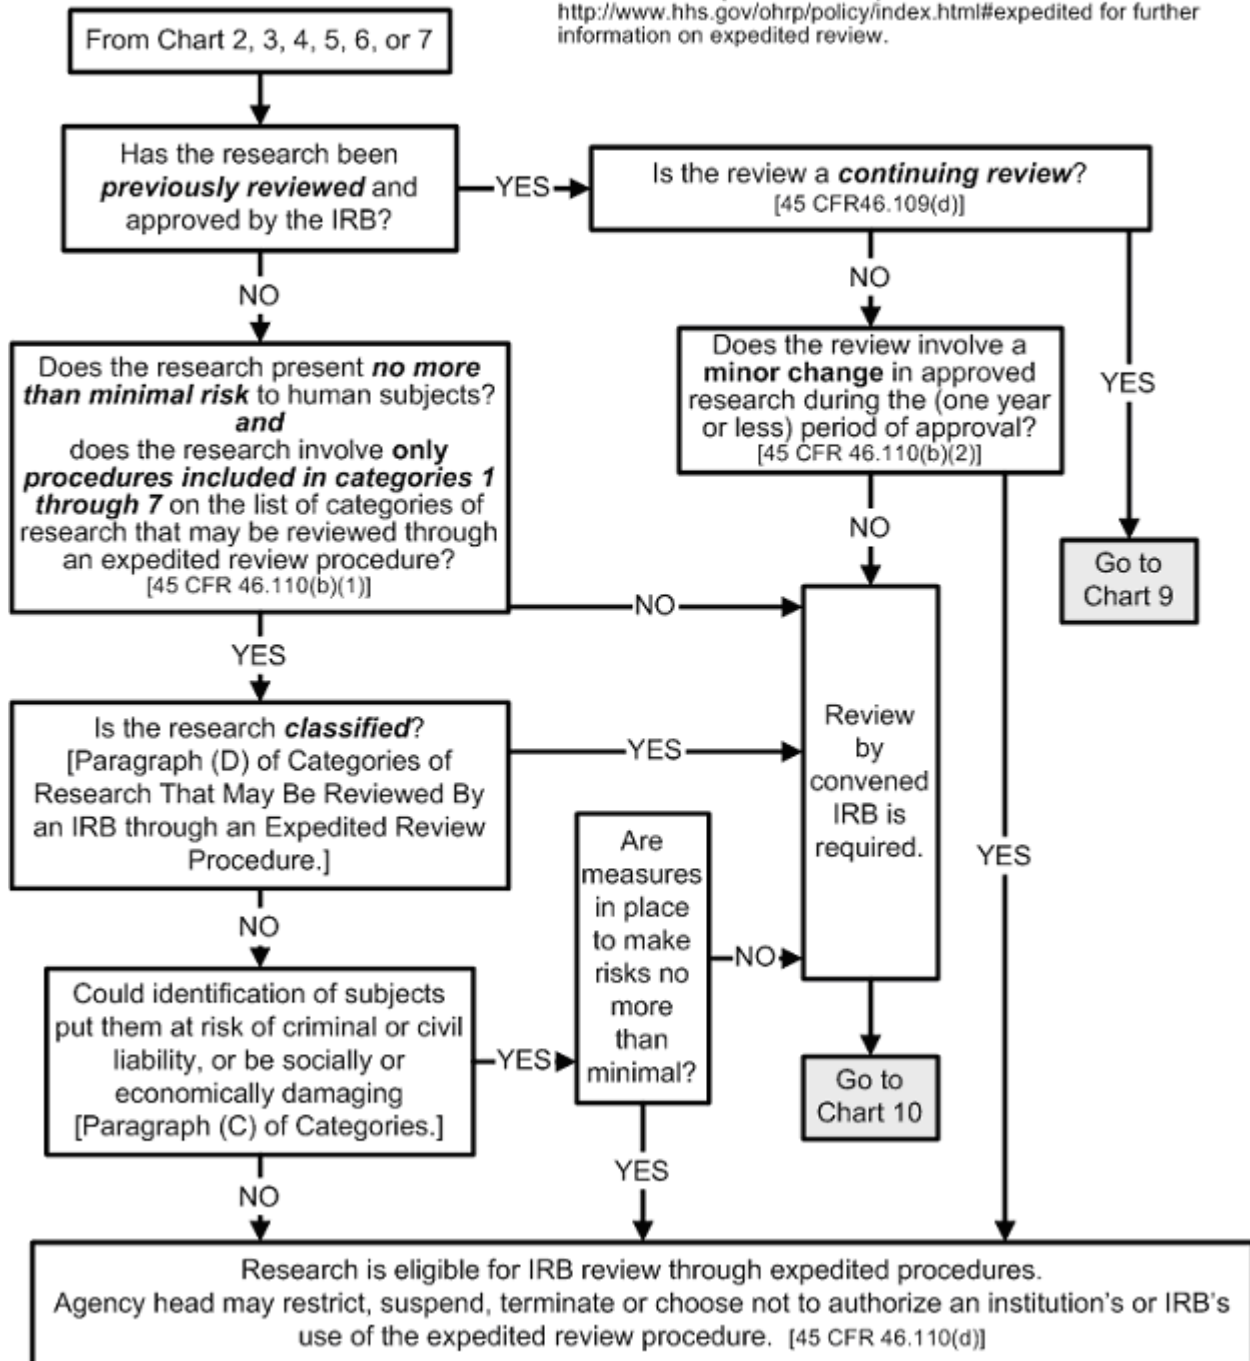 http://www.hhs.gov/ohrp/policy/index.html#expedited for further
information on expedited review.
From Chart 2, 3, 4, 5, 6, or 7
Has the research been
previously reviewed and
approved by the IRB?
YES
Is the review a continuing review?
[45 CFR46.109(d)]
NO
NO
YES
Does the research present no more
than minimal risk to human subjects?
and
does the research involve only
procedures included in categories 1
through 7 on the list of categories of
research that may be reviewed through
an expedited review procedure?
[45 CFR 46.110(b)(1)]
Does the review involve a
minor change in approved
research during the (one year
or less) period of approval?
[45 CFR 46.110(b)(2)]
NO
Go to
Chart 9
NO
YES
Is the research classified?
[Paragraph (D) of Categories of
Research That May Be Reviewed By
an IRB through an Expedited Review
Procedure.]
YES
Review
by
convened
IRB is
required.
YES
NO
Are
measures
in place
to make
risks no
more
than
minimal?
NO
Could identification of subjects
put them at risk of criminal or civil
liability, or be socially or
economically damaging
[Paragraph (C) of Categories.]
YES
Go to
Chart 10
YES
NO
Research is eligible for IRB review through expedited procedures.
Agency head may restrict, suspend, terminate or choose not to authorize an institution's or IRB's
use of the expedited review procedure. [45 CFR 46.110(d)]